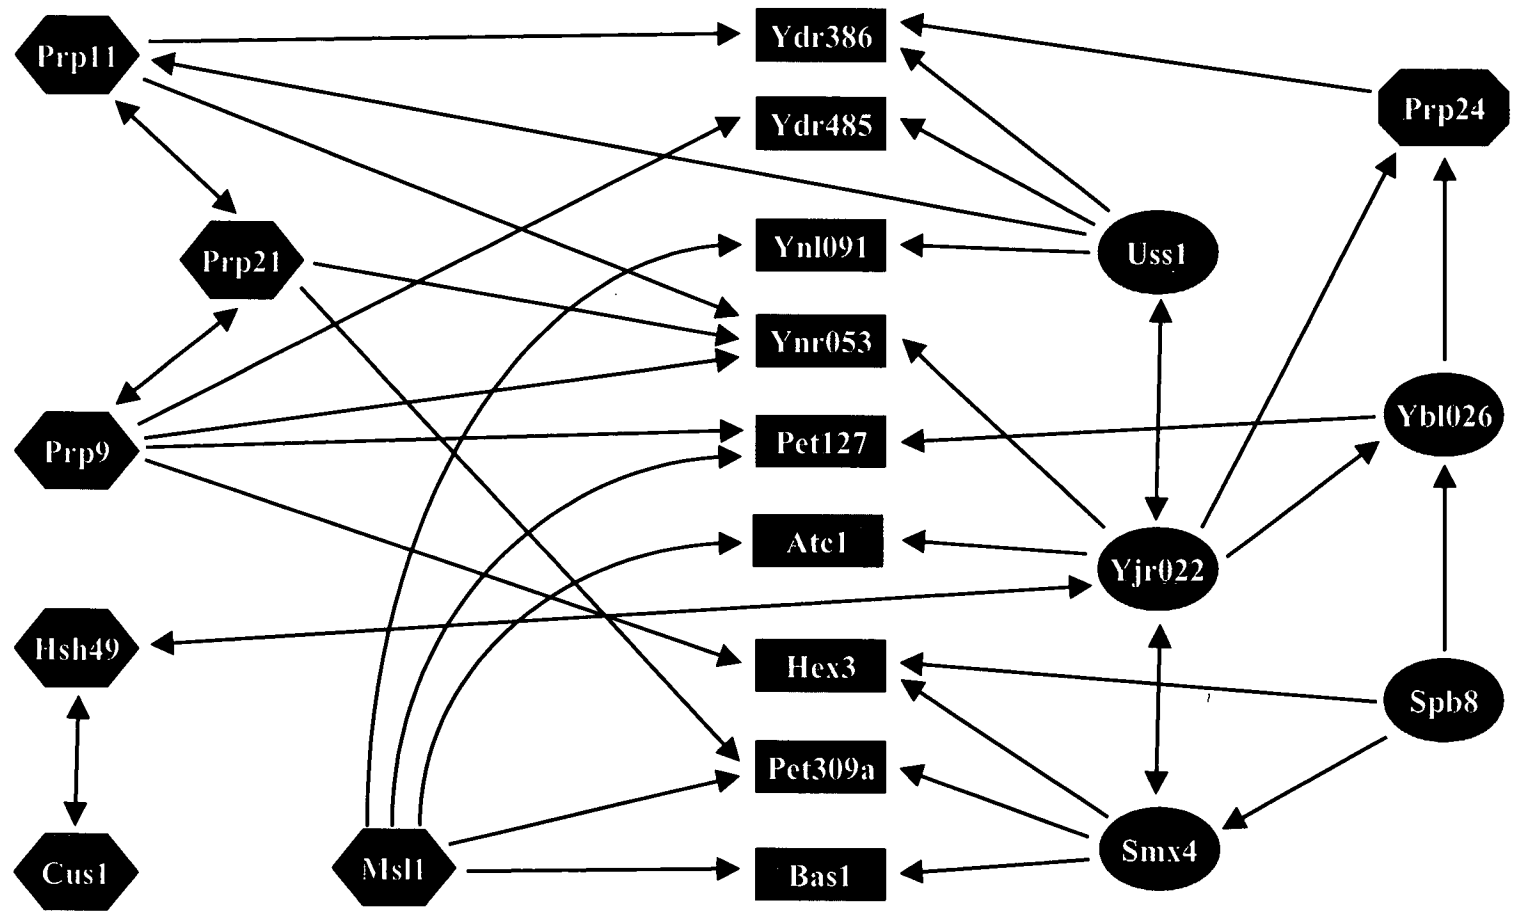 Prp11
Ydr386
Prp24
Ydr485
Prp21
Ynl091
Uss1
Ynr053
Prp9
Pet127
Ybl026
Atc1
Yjr022
Hsh49
Hex3
Spb8
Pet309a
Cus1
Msl1
Bas1
Smx4